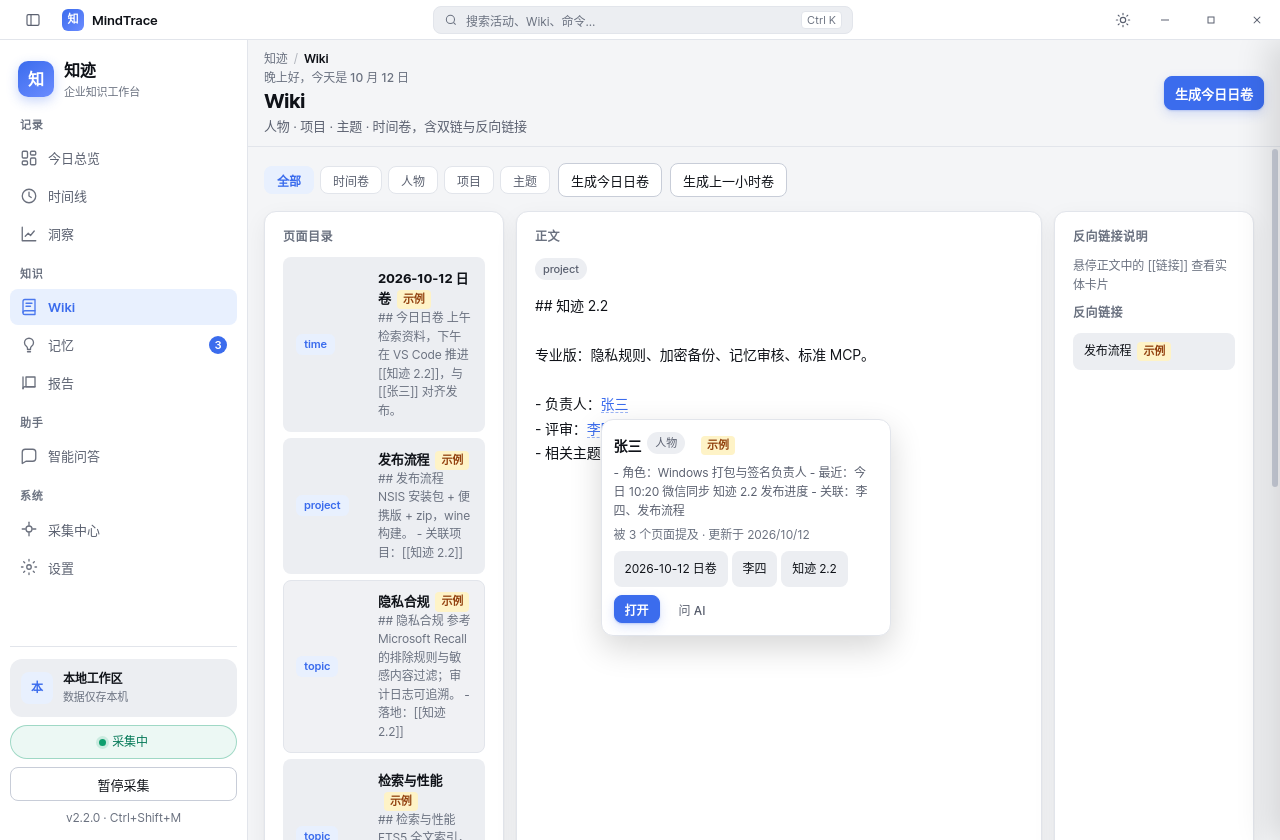 知 MindTrace
搜索活动、Wiki、命令... Ctrl K
知 知迹
企业知识工作台
记录
今日总览
时间线
洞察
知识
Wiki
记忆 3
报告
助手
智能问答
系统
采集中心
设置
本 本地工作区
数据仅存本机
采集中
暂停采集
v2.2.0 · Ctrl+Shift+M
知迹 / Wiki
晚上好，今天是 10 月 12 日
Wiki
人物 · 项目 · 主题 · 时间卷，含双链与反向链接
生成今日日卷
全部 时间卷 人物 项目 主题 生成今日日卷 生成上一小时卷
页面目录
time
2026-10-12 日
卷 示例
## 今日日卷 上午
检索资料，下午
在 VS Code 推进
[[知迹 2.2]]，与
[[张三]] 对齐发
布。
project
发布流程 示例
## 发布流程
NSIS 安装包 + 便
携版 + zip，wine
构建。 - 关联项
目：[[知迹 2.2]]
topic
隐私合规 示例
## 隐私合规 参考
Microsoft Recall
的排除规则与敏
感内容过滤；审
计日志可追溯。 -
落地：[[知迹
2.2]]
topic
检索与性能
示例
## 检索与性能
FTS5 全文索引，
正文
project
## 知迹 2.2
专业版：隐私规则、加密备份、记忆审核、标准 MCP。
- 负责人：张三
- 评审：李
- 相关主题
张三 人物 示例
- 角色：Windows 打包与签名负责人 - 最近：今
日 10:20 微信同步 知迹 2.2 发布进度 - 关联：李
四、发布流程
被 3 个页面提及 · 更新于 2026/10/12
2026-10-12 日卷 李四 知迹 2.2
打开 问 AI
反向链接说明
悬停正文中的 [[链接]] 查看实
体卡片
反向链接
发布流程 示例